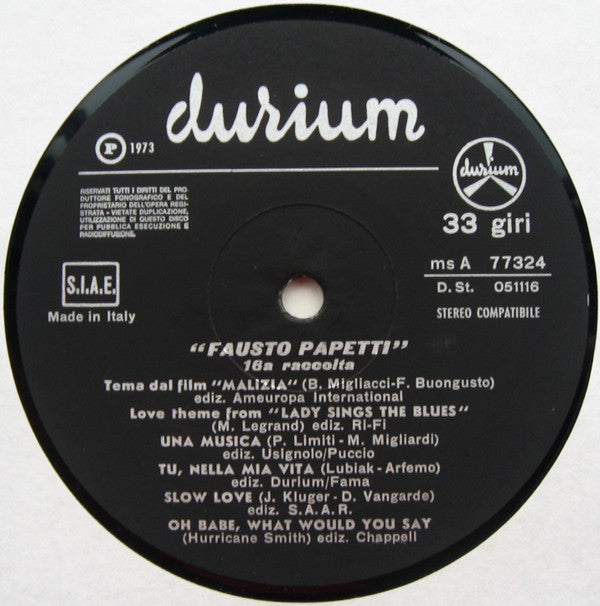 durium
P 1973
durium
RISERVATI TUTTI I DIRITTI DEL PRO-
DUTTORE FONOGRAFICO E DEL
PROPRIETARIO DELL'OPERA REGI-
STRATA - VIETATE DUPLICAZIONE,
UTILIZZAZIONE DI QUESTO DISCO
PER PUBBLICA ESECUZIONE E
RADIODIFFUSIONE.
33 giri
ms A 77324
D. St. 051116
STEREO COMPATIBILE
S.I.A.E.
Made in Italy
"FAUSTO PAPETTI"
16a raccolta
Tema dal film "MALIZIA" (B. Migliacci-F. Buongusto)
ediz. Ameuropa International
Love theme from "LADY SINGS THE BLUES"
(M. Legrand) ediz. Ri-Fi
UNA MUSICA (P. Limiti - M. Migliardi)
ediz. Usignolo/Puccio
TU, NELLA MIA VITA (Lubiak-Arfemo)
ediz. Durium/Fama
SLOW LOVE (J. Kluger - D. Vangarde)
ediz. S.A.A.R.
OH BABE, WHAT WOULD YOU SAY
(Hurricane Smith) ediz. Chappell